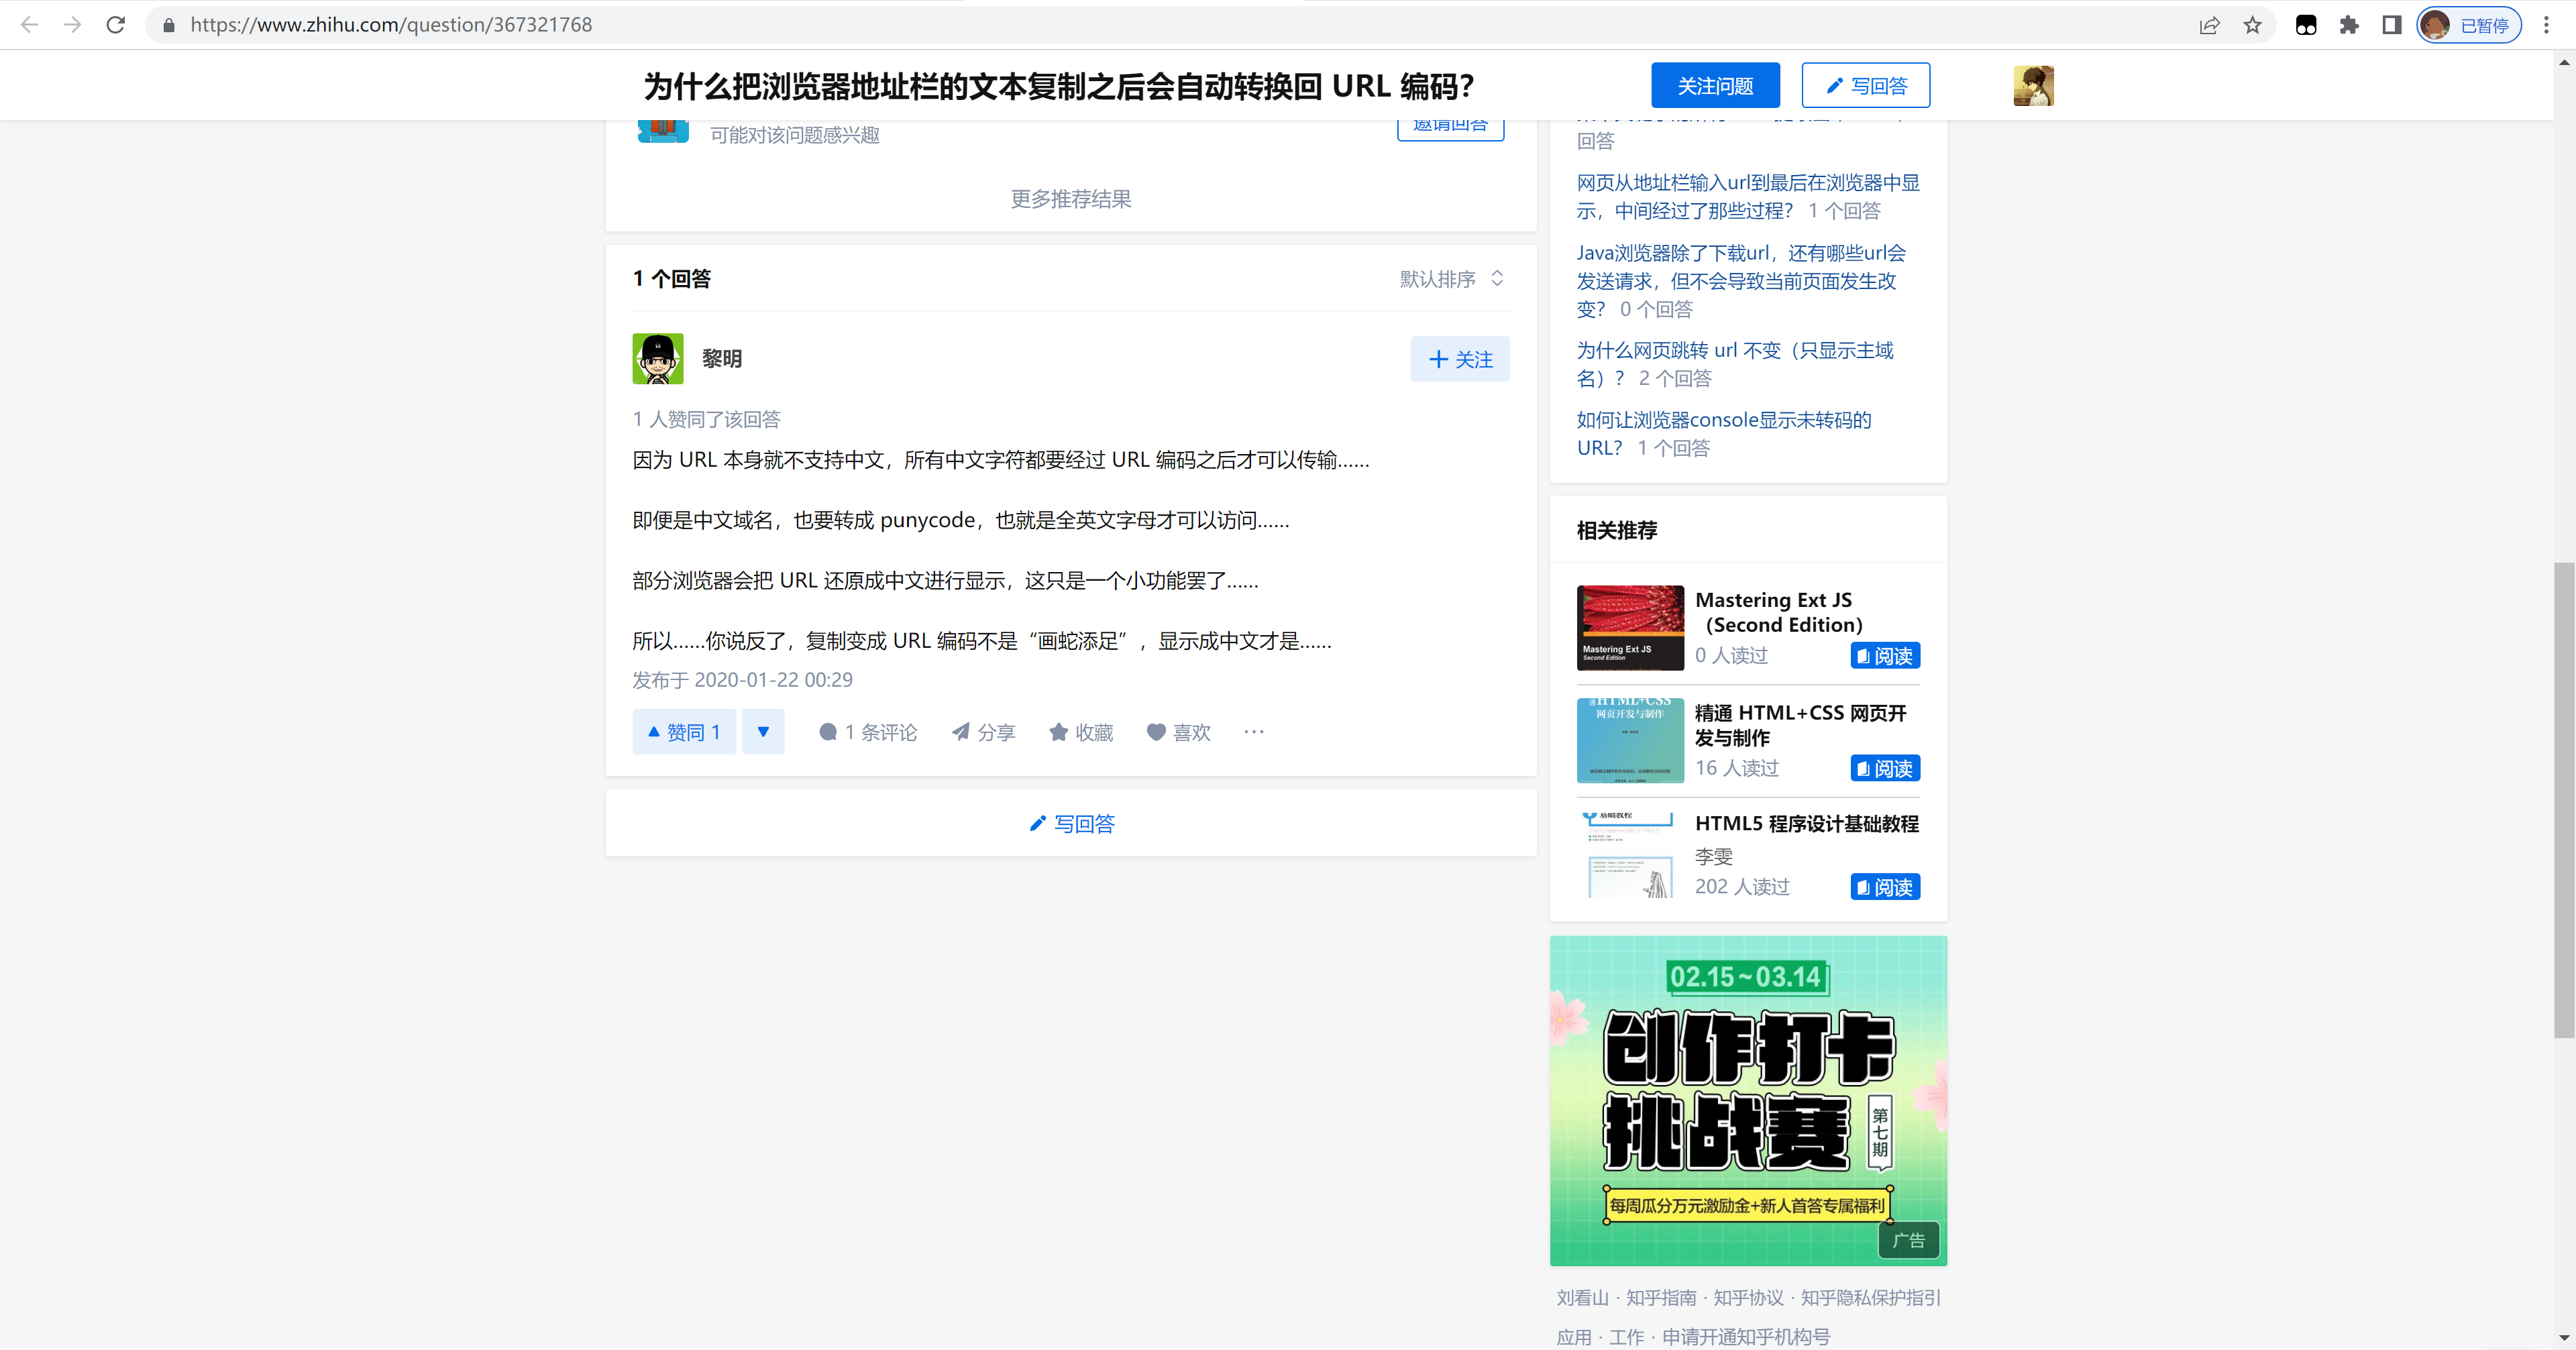 https://www.zhihu.com/question/367321768
已暂停
为什么把浏览器地址栏的文本复制之后会自动转换回 URL 编码？
关注问题
写回答
可能对该问题感兴趣
邀请回答
更多推荐结果
1 个回答
默认排序
黎明
关注
1 人赞同了该回答
因为 URL 本身就不支持中文，所有中文字符都要经过 URL 编码之后才可以传输……
即便是中文域名，也要转成 punycode，也就是全英文字母才可以访问……
部分浏览器会把 URL 还原成中文进行显示，这只是一个小功能罢了……
所以……你说反了，复制变成 URL 编码不是“画蛇添足”，显示成中文才是……
发布于 2020-01-22 00:29
赞同 1
1 条评论
分享
收藏
喜欢
写回答
回答
网页从地址栏输入url到最后在浏览器中显
示，中间经过了那些过程？ 1 个回答
Java浏览器除了下载url，还有哪些url会
发送请求，但不会导致当前页面发生改
变？ 0 个回答
为什么网页跳转 url 不变（只显示主域
名）？ 2 个回答
如何让浏览器console显示未转码的
URL？ 1 个回答
相关推荐
Mastering Ext JS
Second Edition
Mastering Ext JS
（Second Edition）
0 人读过
阅读
HTML+CSS
网页开发与制作
精通 HTML+CSS 网页开
发与制作
16 人读过
阅读
HTML5 程序设计基础教程
李雯
202 人读过
阅读
02.15~03.14
创作打卡
挑战赛
第七期
每周瓜分万元激励金+新人首答专属福利
广告
刘看山 · 知乎指南 · 知乎协议 · 知乎隐私保护指引
应用 · 工作 · 申请开通知乎机构号